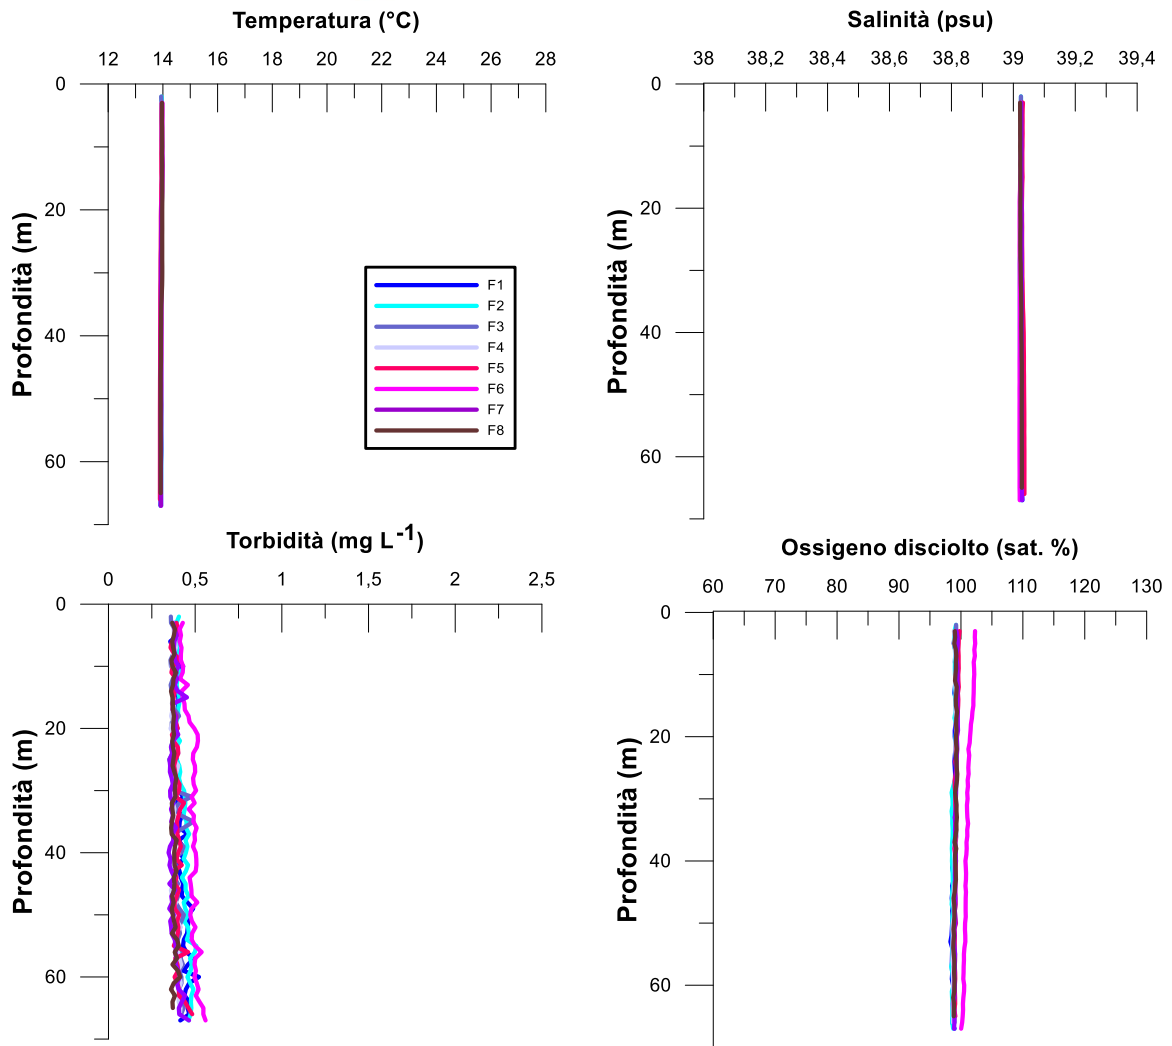 Temperatura (°C)
12 14 16 18 20 22 24 26 28
0
20
40
60
Profondità (m)
F1
F2
F3
F4
F5
F6
F7
F8
Salinità (psu)
38 38,2 38,4 38,6 38,8 39 39,2 39,4
0
20
40
60
Profondità (m)
Torbidità (mg L-1)
0 0,5 1 1,5 2 2,5
0
20
40
60
Profondità (m)
Ossigeno disciolto (sat. %)
60 70 80 90 100 110 120 130
0
20
40
60
Profondità (m)